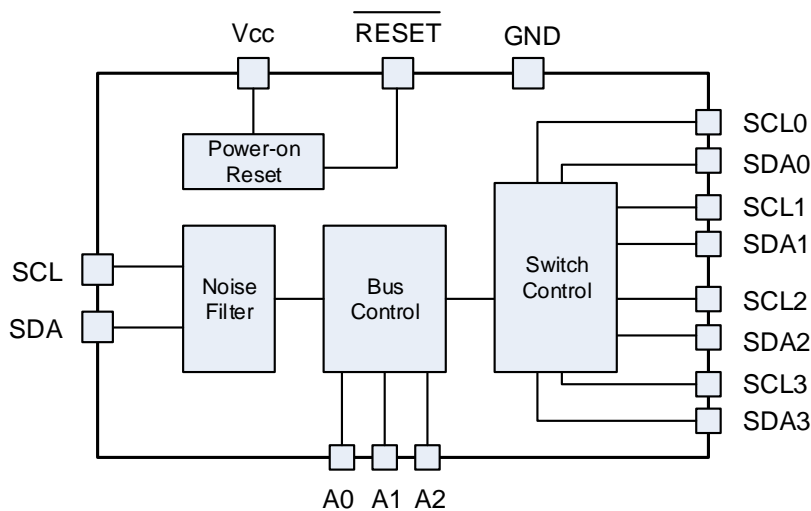 Vcc
RESET
GND
Power-on
Reset
SCL0
SDA0
SCL1
SDA1
SCL2
SDA2
SCL3
SDA3
SCL
SDA
Noise
Filter
Bus
Control
Switch
Control
A0
A1
A2